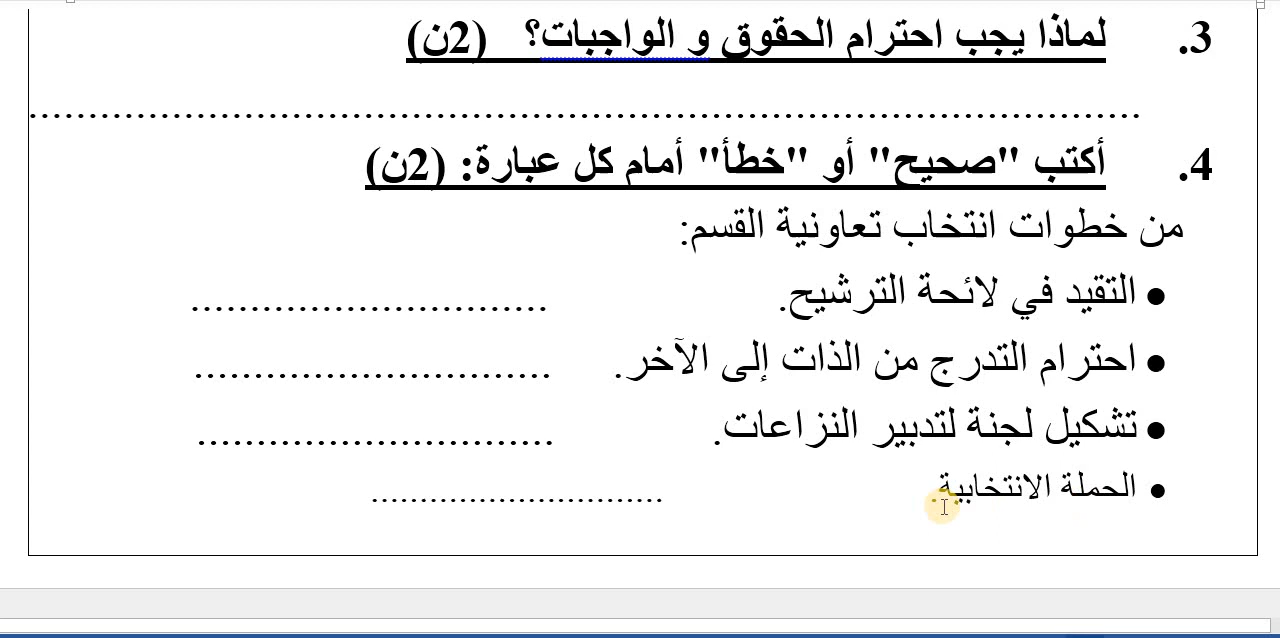 3. لماذا يجب احترام الحقوق و الواجبات؟ (2ن)
................................................................................................
4. أكتب "صحيح" أو "خطأ" أمام كل عبارة: (2ن)
من خطوات انتخاب تعاونية القسم:
• التقيد في لائحة الترشيح. ..............................
• احترام التدرج من الذات إلى الآخر. ..............................
• تشكيل لجنة لتدبير النزاعات. ..............................
• الحملة الانتخابية. ..............................